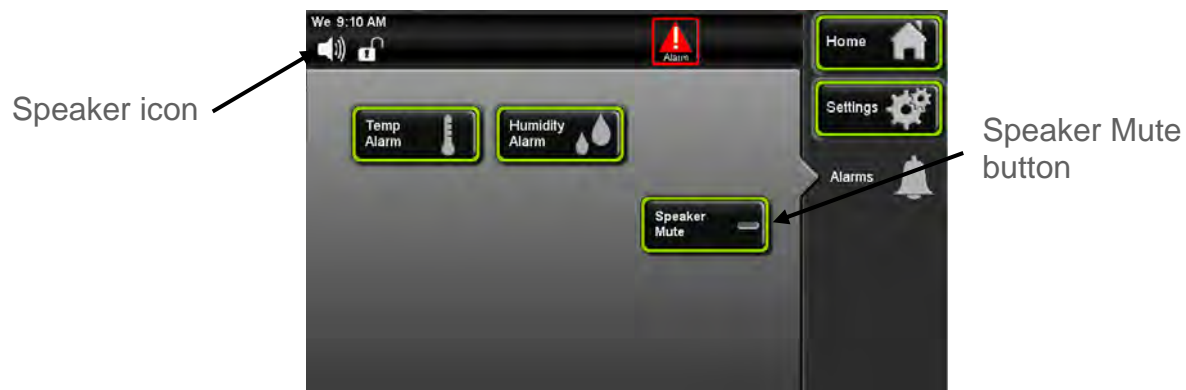 We 9:10 AM
Alarm
Home
Speaker icon
Settings
Temp
Alarm
Humidity
Alarm
Speaker Mute
button
Alarms
Speaker
Mute